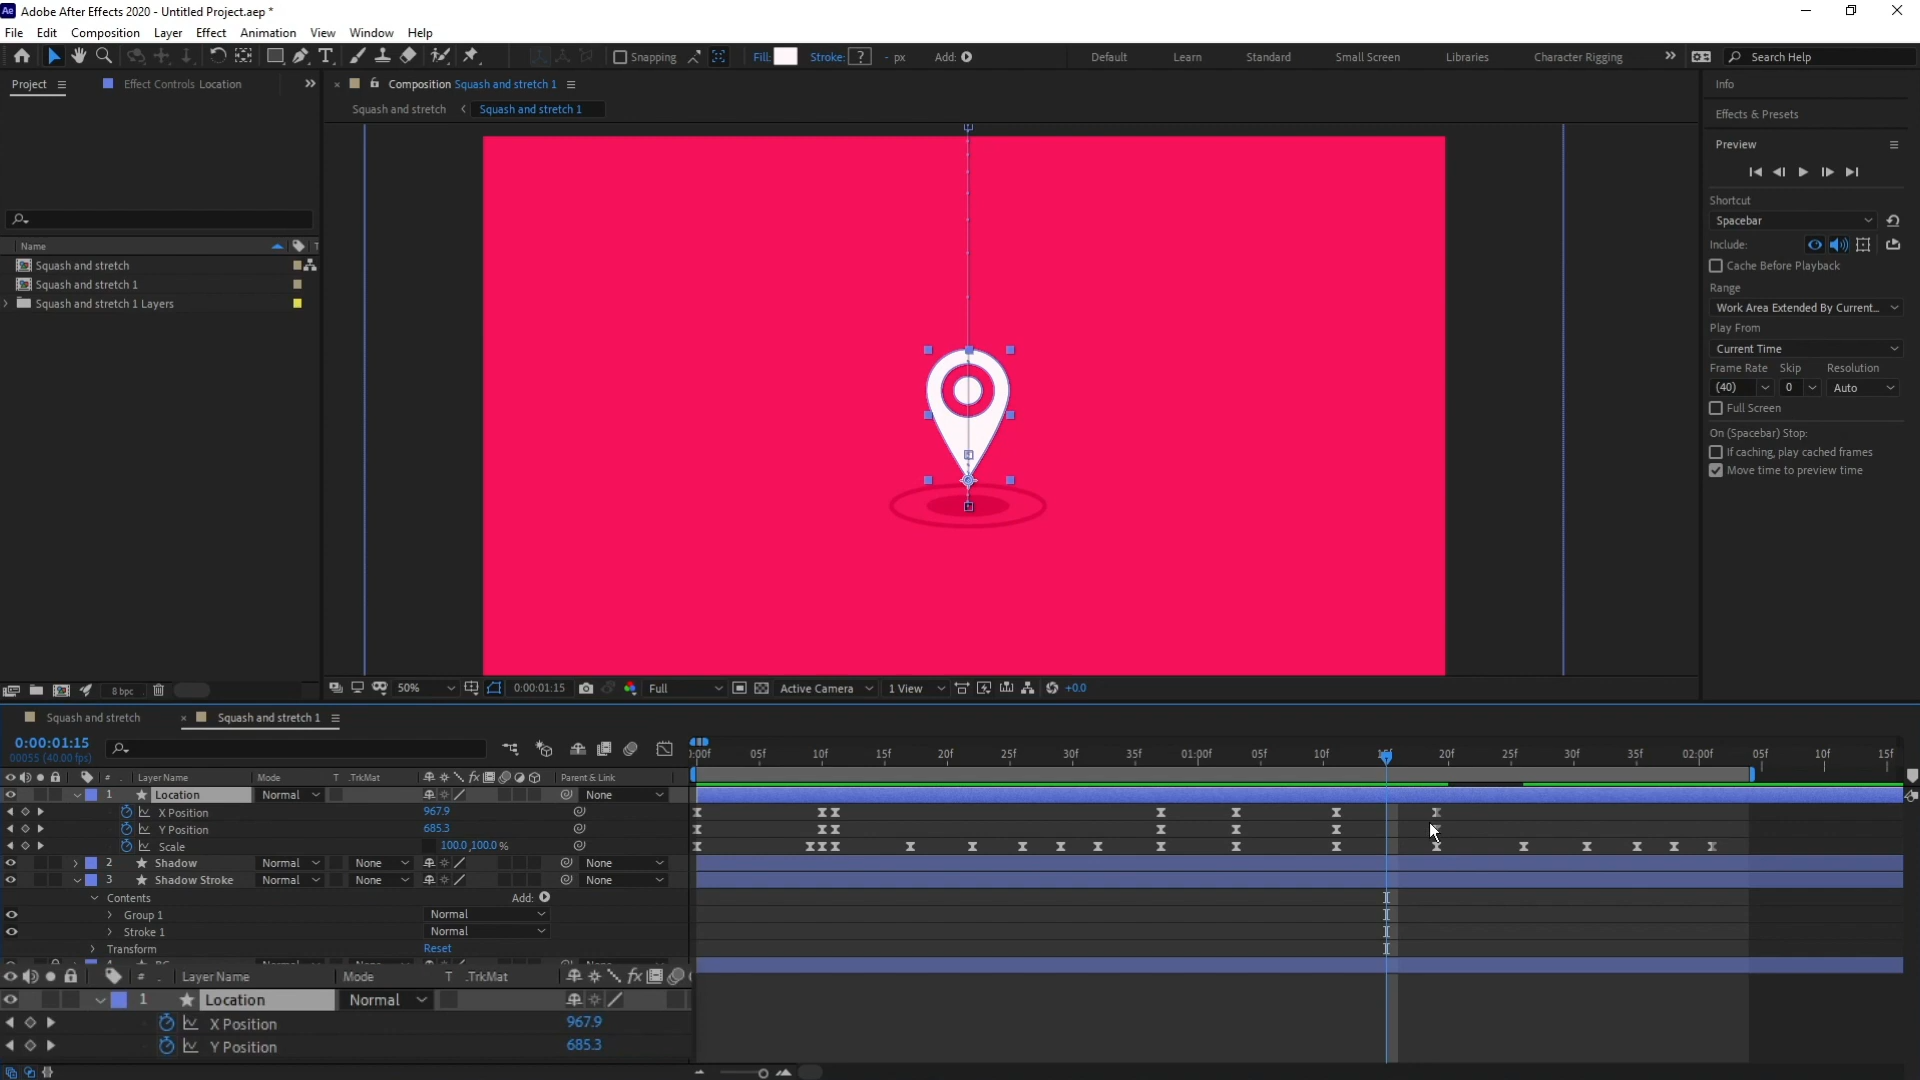 Adobe After Effects 2020 - Untitled Project.aep *
File Edit Composition Layer Effect Animation View Window Help
Snapping Fill: Stroke: ? - px Add: Default Learn Standard Small Screen Libraries Character Rigging Search Help
Project Effect Controls Location Composition Squash and stretch 1 Info
Squash and stretch Squash and stretch 1
Effects & Presets
Preview
Shortcut
Spacebar
Include:
Cache Before Playback
Range
Work Area Extended By Current...
Play From
Current Time
Frame Rate Skip Resolution
(40) 0 Auto
Full Screen
On (Spacebar) Stop:
If caching, play cached frames
Move time to preview time
Name T
Squash and stretch
Squash and stretch 1
Squash and stretch 1 Layers
8 bpc 50% 0:00:01:15 Full Active Camera 1 View +0.0
Squash and stretch Squash and stretch 1
0:00:01:15
00055 (40.00 fps)
:00f 05f 10f 15f 20f 25f 30f 35f 01:00f 05f 10f 15f 20f 25f 30f 35f 02:00f 05f 10f 15f
# Layer Name Mode T .TrkMat Parent & Link
1 Location Normal None
X Position 967.9
Y Position 685.3
Scale 100.0,100.0%
2 Shadow Normal None None
3 Shadow Stroke Normal None None
Contents Add:
Group 1 Normal
Stroke 1 Normal
Transform Reset
# Layer Name Mode T .TrkMat
1 Location Normal
X Position 967.9
Y Position 685.3